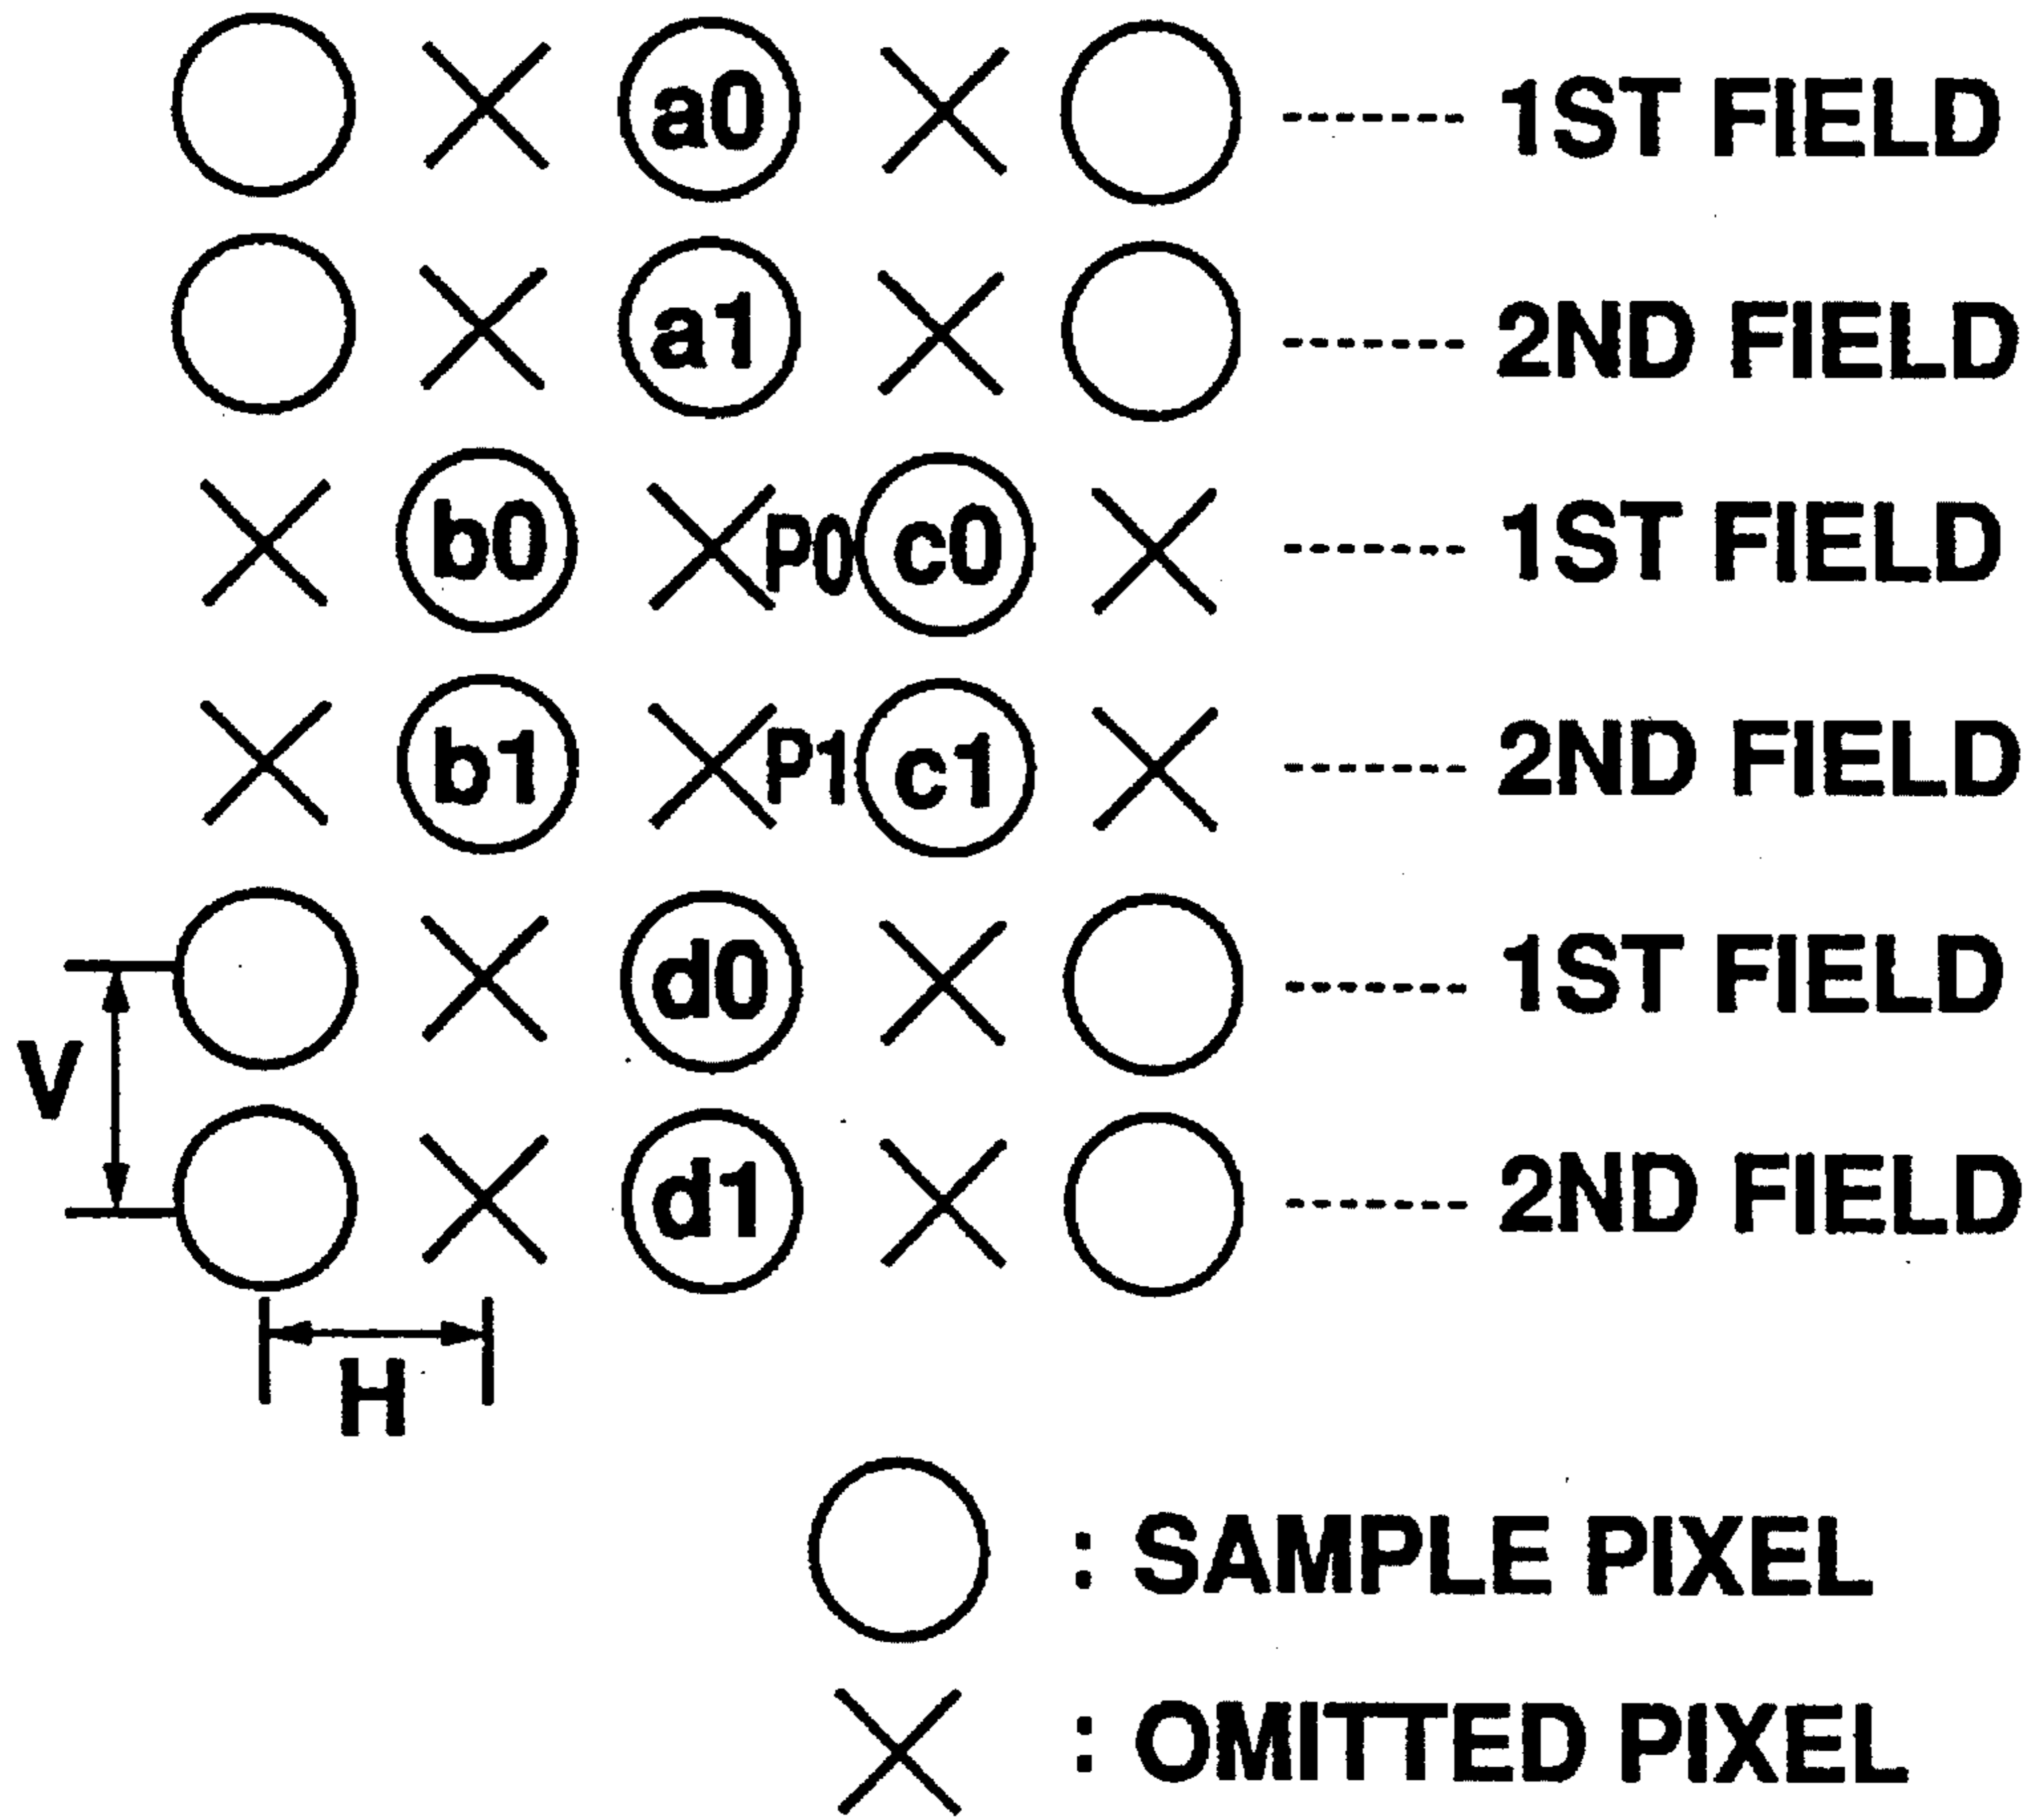 a0 1ST FIELD
a1 2ND FIELD
b0 P0 c0 1ST FIELD
b1 P1 c1 2ND FIELD
d0 1ST FIELD
V
d1 2ND FIELD
H
: SAMPLE PIXEL
: OMITTED PIXEL